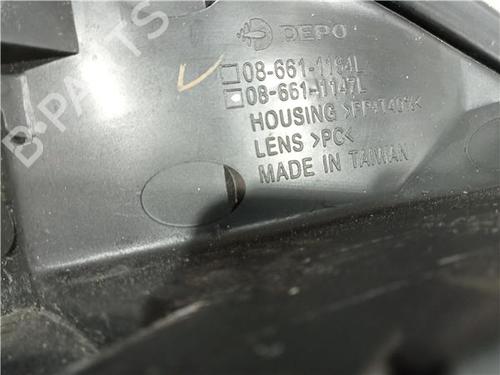 DEPO
08-661-1184L
08-661-1147L
HOUSING >PP+T40%<
LENS >PC<
MADE IN TAIWAN
B-PARTS